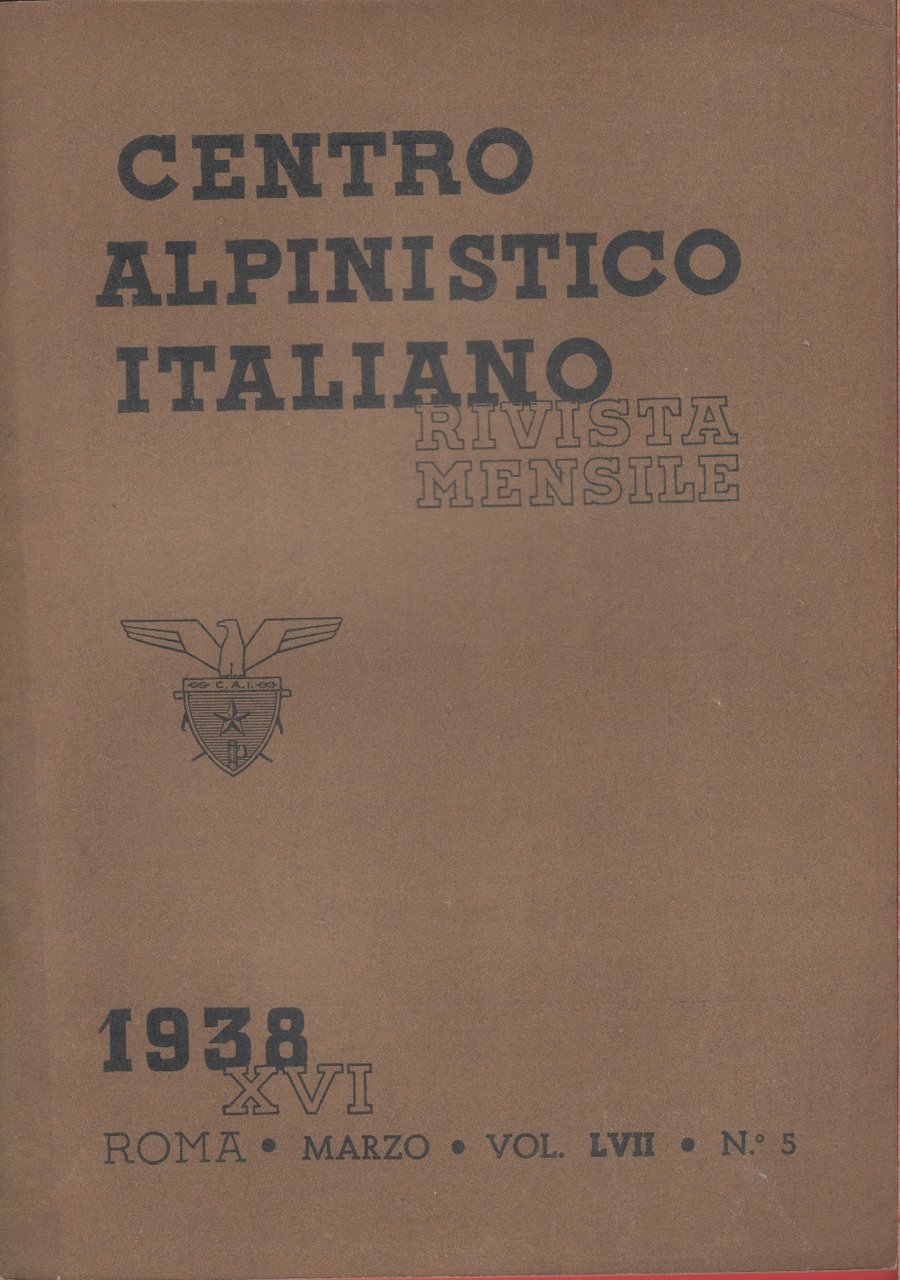 CENTRO
ALPINISTICO
ITALIANO
RIVISTA
MENSILE
C.A.I.
1938
XVI
ROMA • MARZO • VOL. LVII • N.° 5